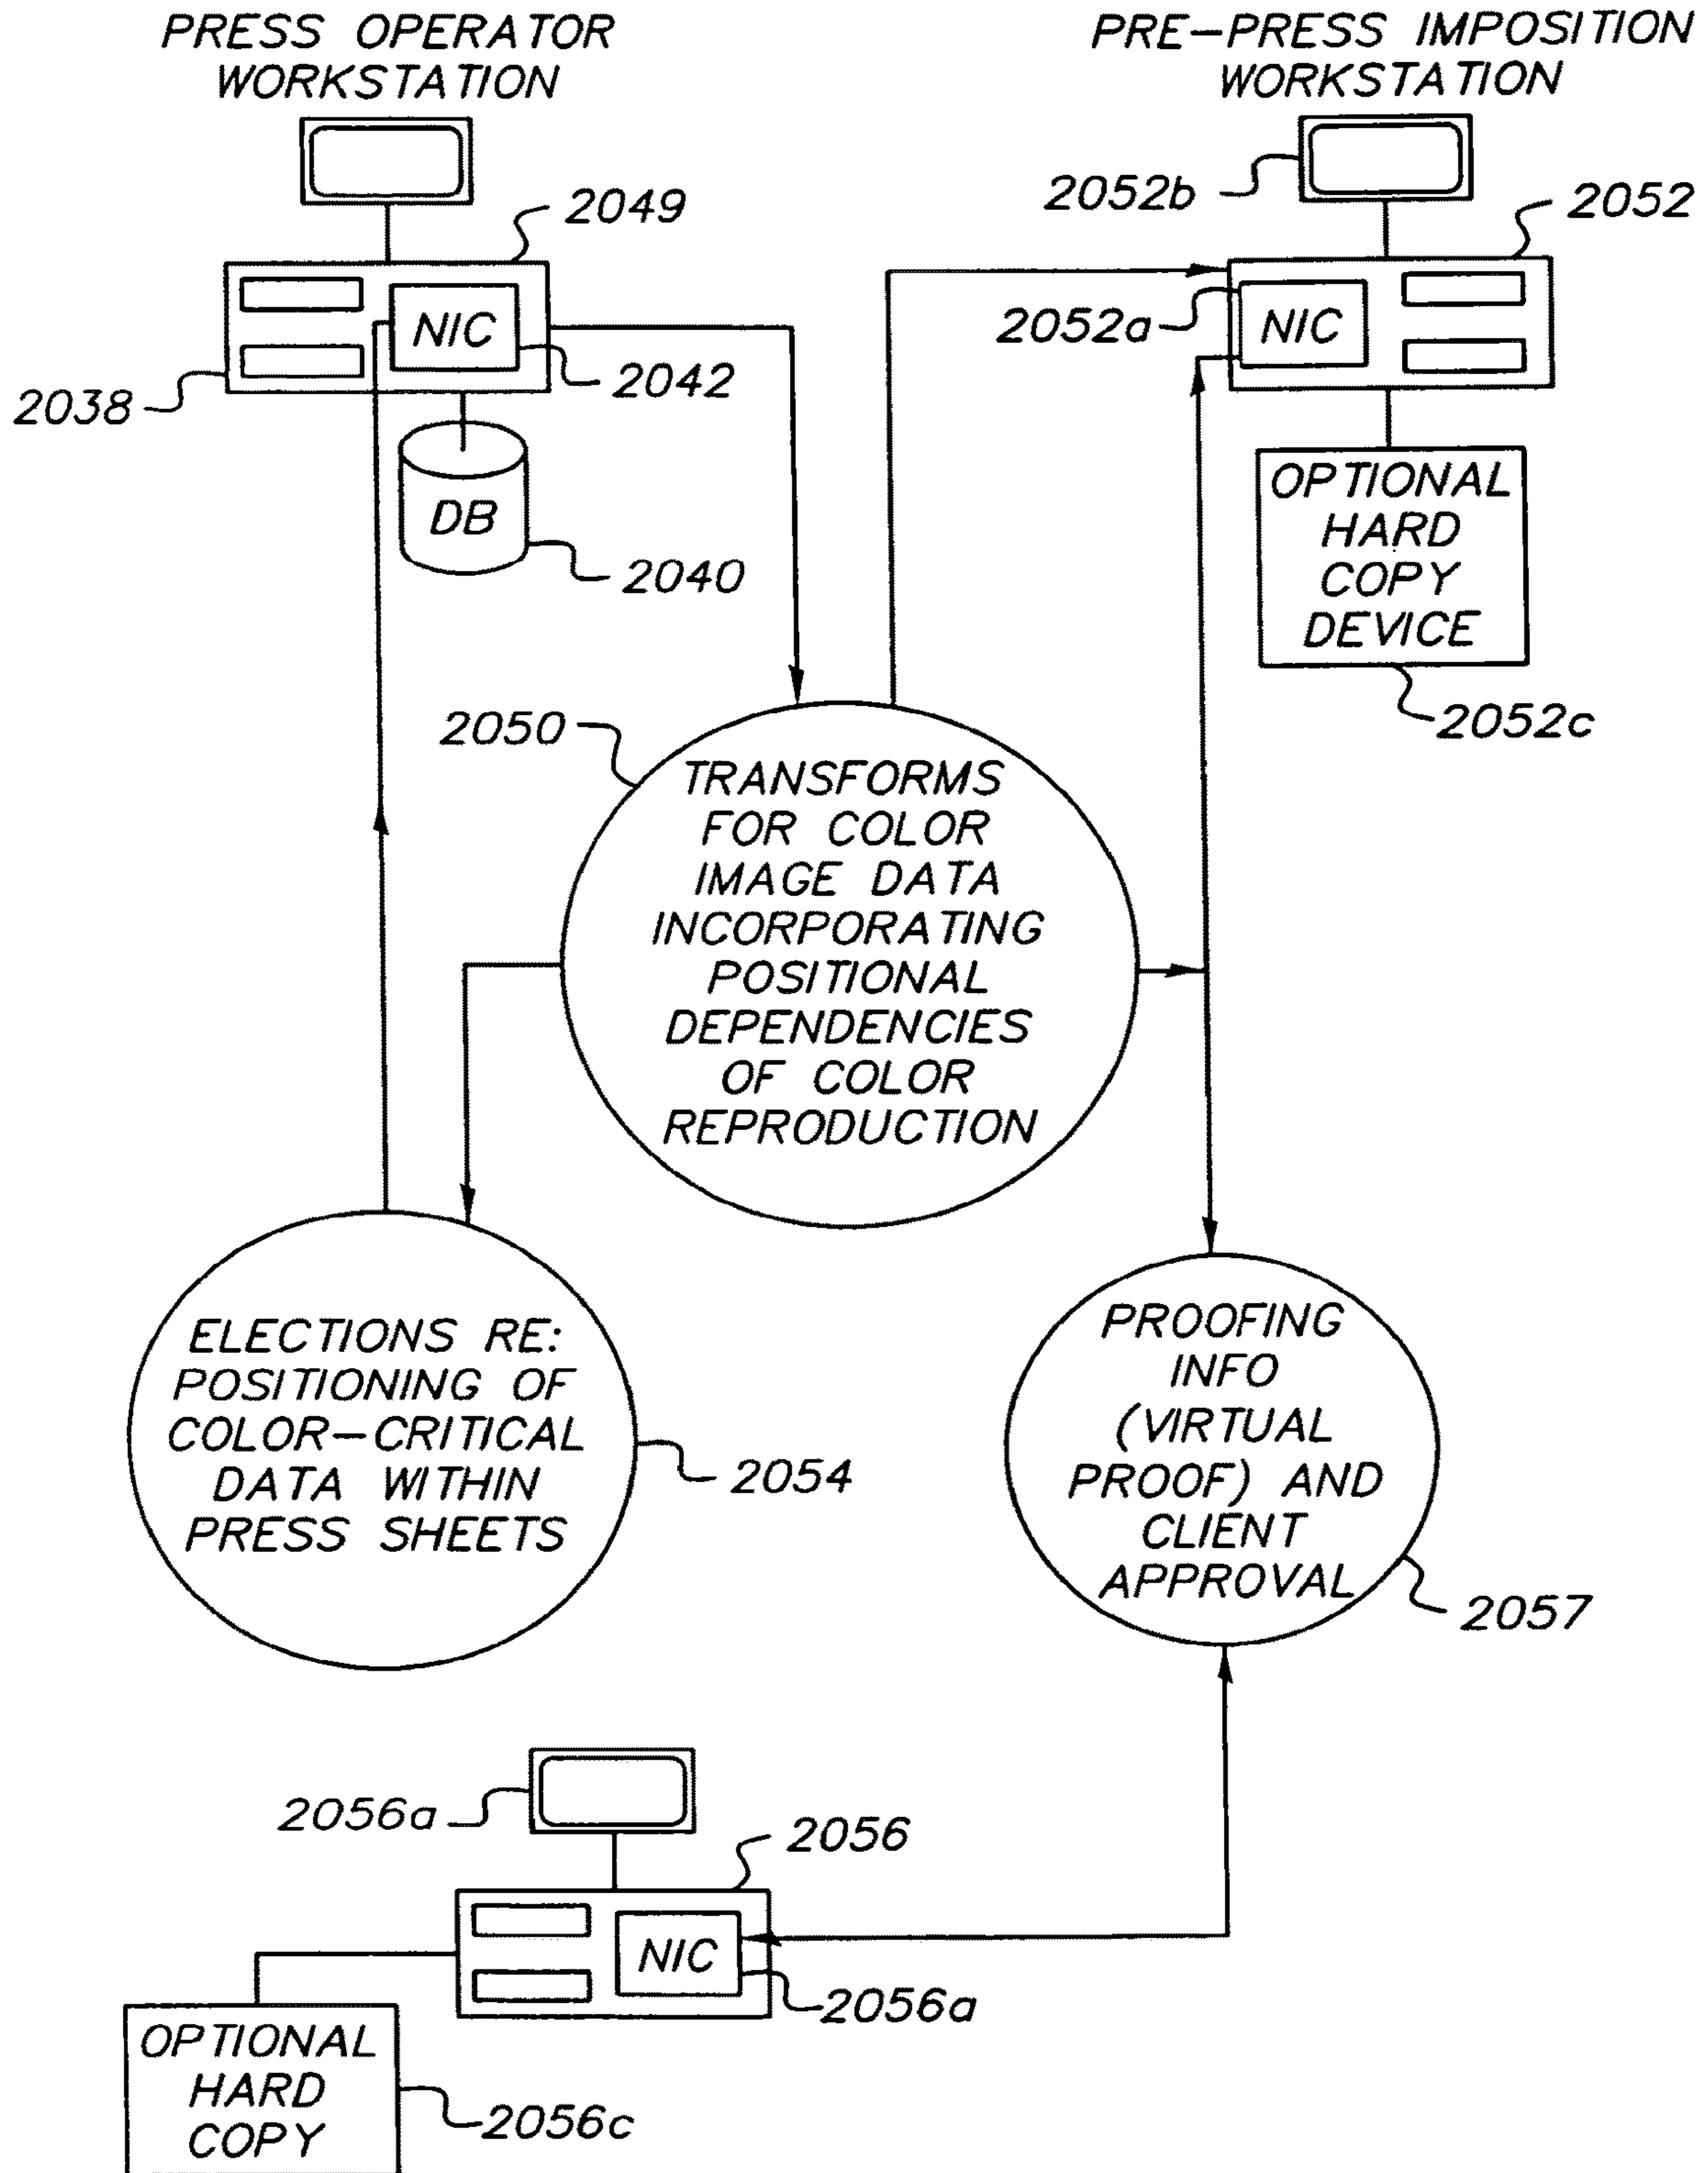 PRESS OPERATOR
WORKSTATION
PRE-PRESS IMPOSITION
WORKSTATION
2049
2052b
2052
NIC
2052a
NIC
2038
2042
DB
2040
OPTIONAL
HARD
COPY
DEVICE
2052c
2050
TRANSFORMS
FOR COLOR
IMAGE DATA
INCORPORATING
POSITIONAL
DEPENDENCIES
OF COLOR
REPRODUCTION
ELECTIONS RE:
POSITIONING OF
COLOR-CRITICAL
DATA WITHIN
PRESS SHEETS
2054
PROOFING
INFO
(VIRTUAL
PROOF) AND
CLIENT
APPROVAL
2057
2056a
2056
NIC
2056a
OPTIONAL
HARD
COPY
2056c